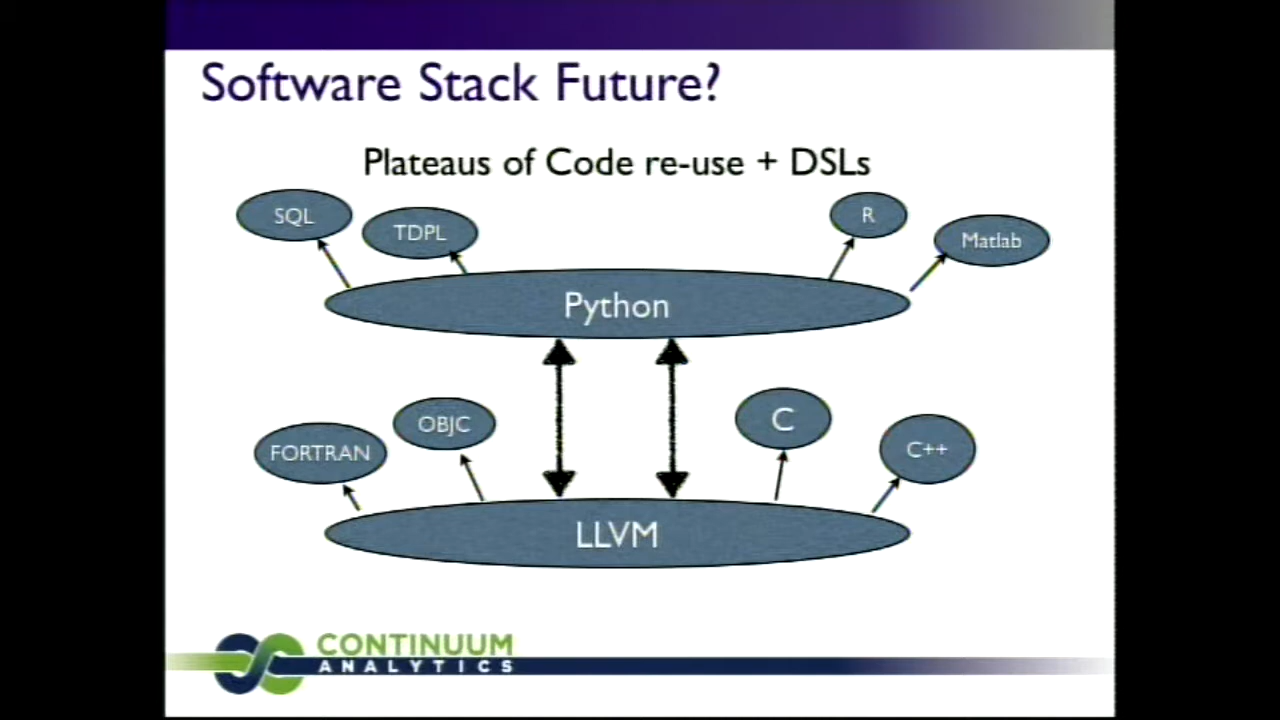 Software Stack Future?
Plateaus of Code re-use + DSLs
SQL
TDPL
R
Matlab
Python
FORTRAN
OBJC
C
C++
LLVM
CONTINUUM
ANALYTICS